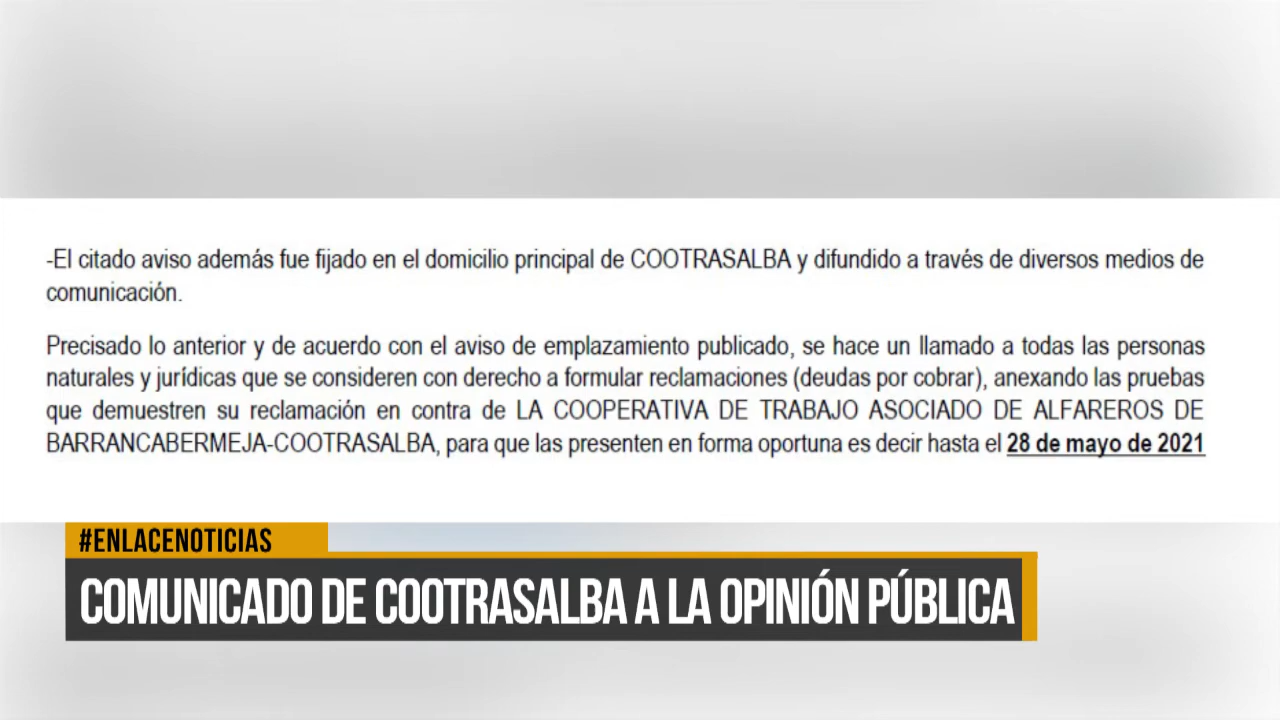 -El citado aviso además fue fijado en el domicilio principal de COOTRASALBA y difundido a través de diversos medios de
comunicación.
Precisado lo anterior y de acuerdo con el aviso de emplazamiento publicado, se hace un llamado a todas las personas
naturales y jurídicas que se consideren con derecho a formular reclamaciones (deudas por cobrar), anexando las pruebas
que demuestren su reclamación en contra de LA COOPERATIVA DE TRABAJO ASOCIADO DE ALFAREROS DE
BARRANCABERMEJA-COOTRASALBA, para que las presenten en forma oportuna es decir hasta el 28 de mayo de 2021
#ENLACENOTICIAS
COMUNICADO DE COOTRASALBA A LA OPINIÓN PÚBLICA